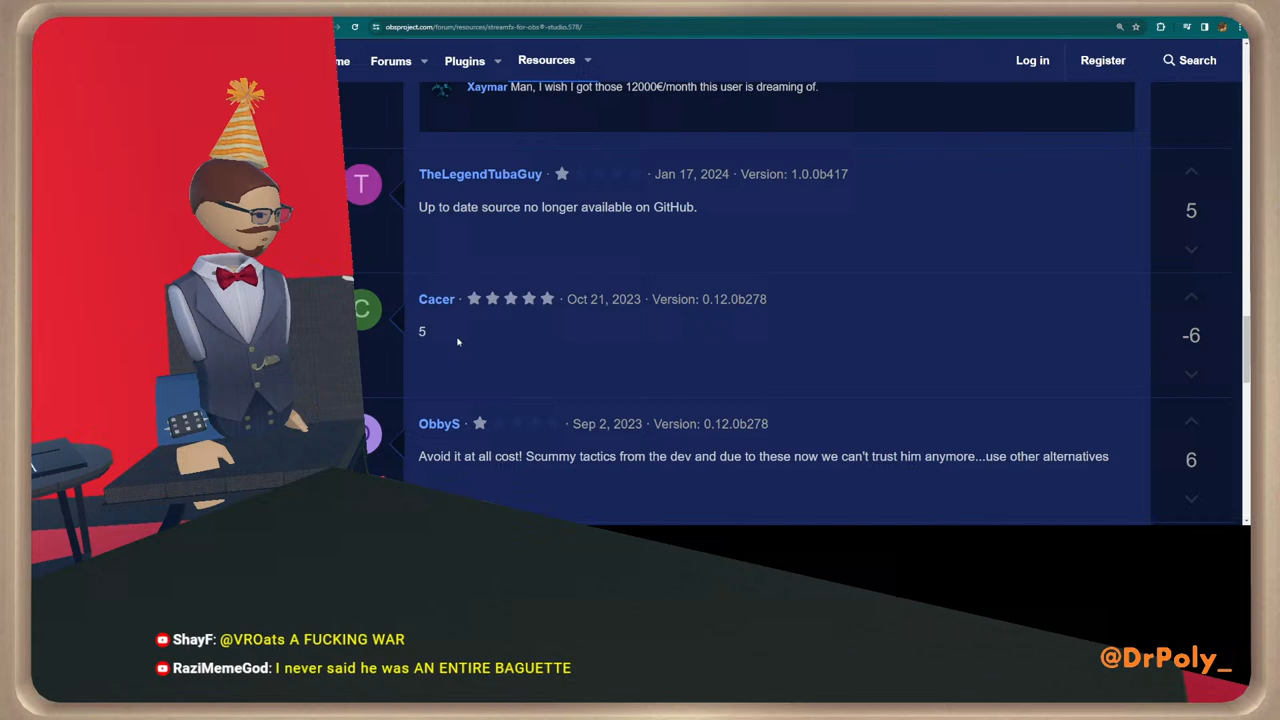 obsproject.com/forum/resources/streamfx-for-obs®-studio.578/
me Forums Plugins Resources Log in Register Search
Xaymar Man, I wish I got those 12000€/month this user is dreaming of.
T TheLegendTubaGuy · Jan 17, 2024 · Version: 1.0.0b417
Up to date source no longer available on GitHub.
5
C Cacer · Oct 21, 2023 · Version: 0.12.0b278
5
-6
ObbyS · Sep 2, 2023 · Version: 0.12.0b278
Avoid it at all cost! Scummy tactics from the dev and due to these now we can't trust him anymore...use other alternatives
6
ShayF: @VROats A FUCKING WAR
RaziMemeGod: I never said he was AN ENTIRE BAGUETTE
@DrPoly_